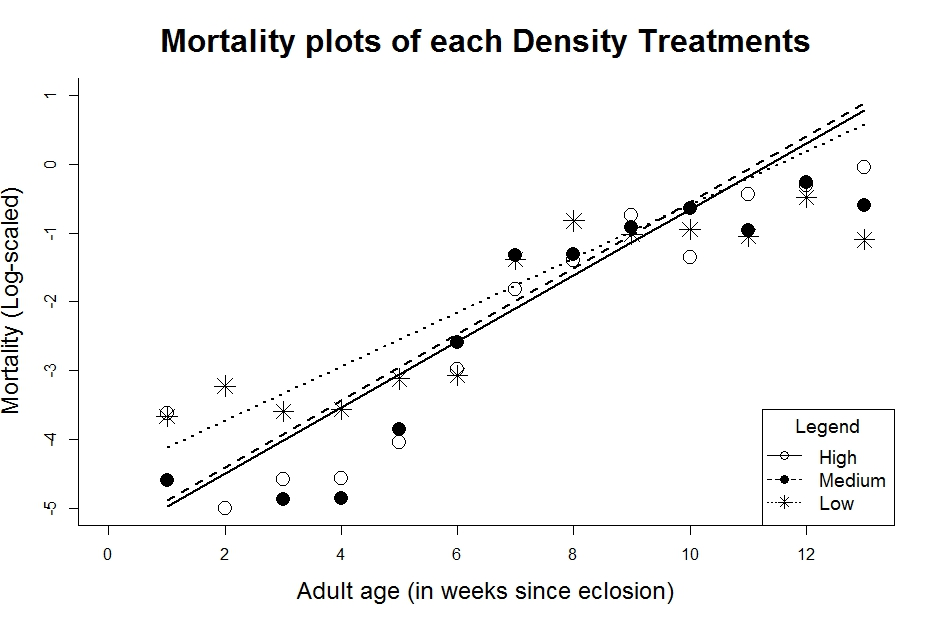 Mortality plots of each Density Treatments
Mortality (Log-scaled)
1
0
-1
-2
-3
-4
-5
Legend
High
Medium
Low
0 2 4 6 8 10 12
Adult age (in weeks since eclosion)